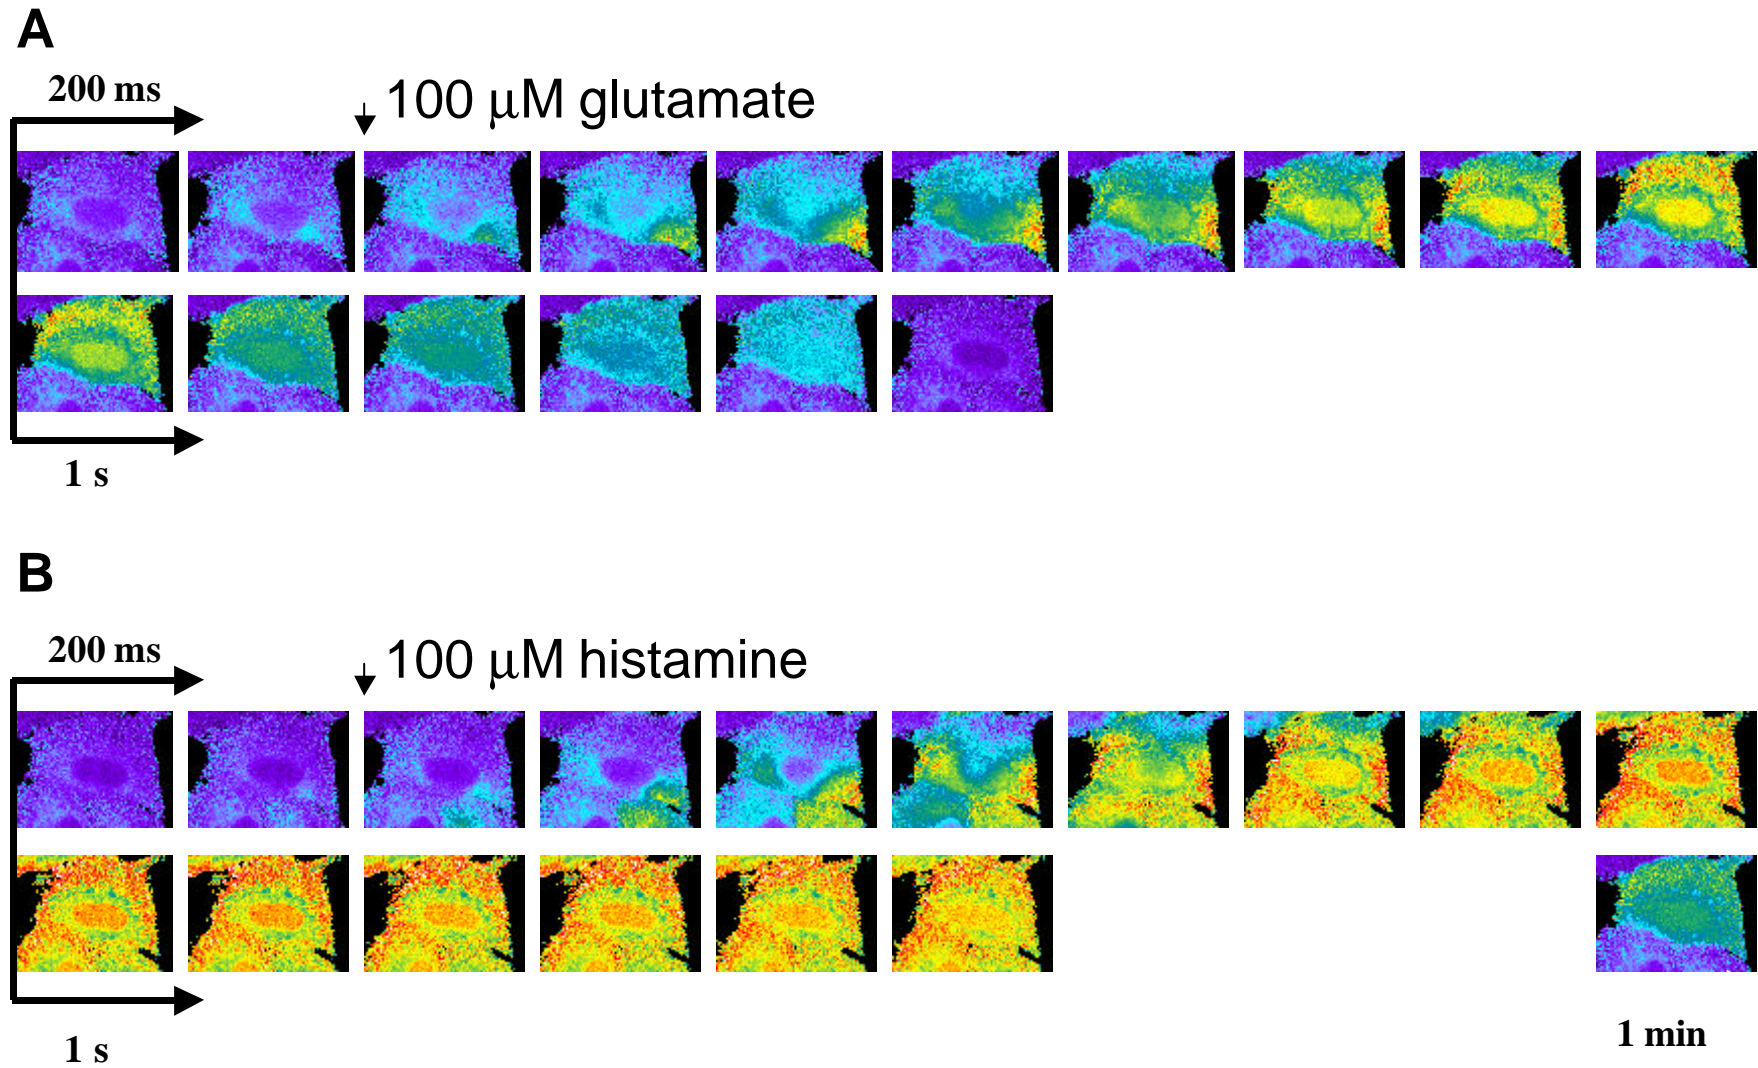 A
200 ms
100 μM glutamate
1 s
B
200 ms
100 μM histamine
1 s
1 min